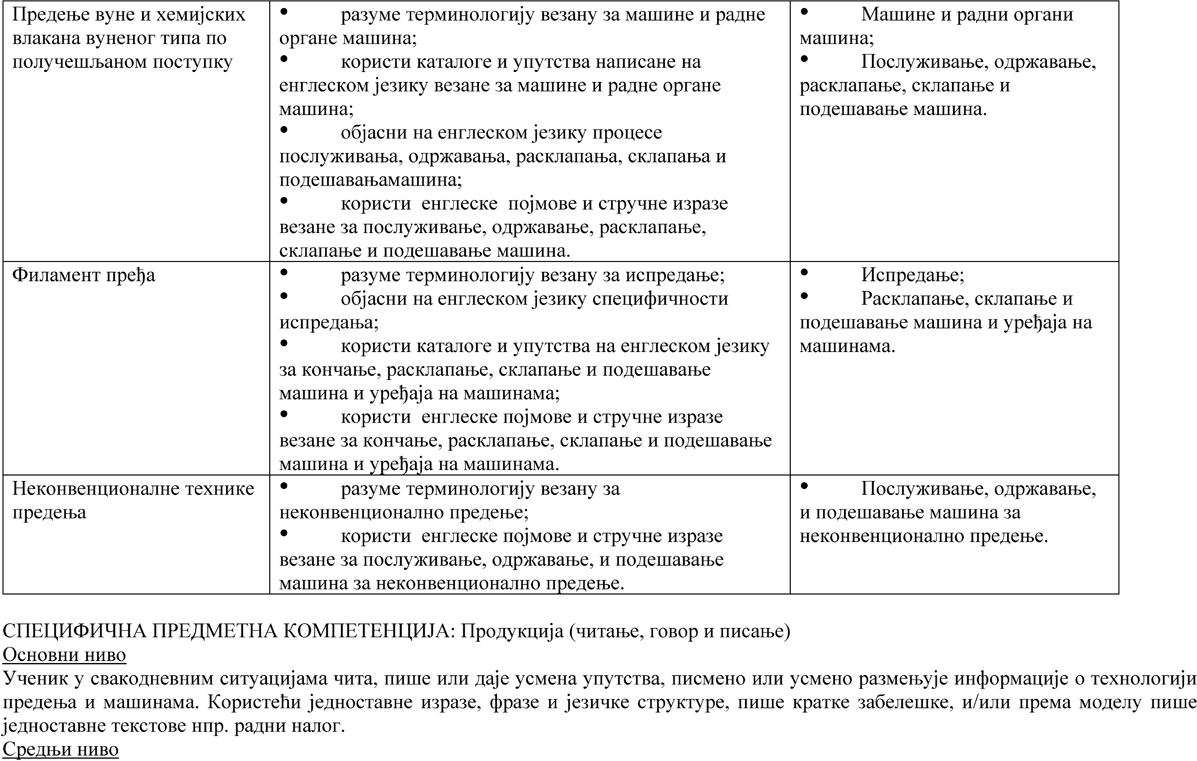 Предење вуне и хемијских
влакана вуненог типа по
получешљаном поступку
• разуме терминологију везану за машине и радне
органе машина;
• користи каталоге и упутства написане на
енглеском језику везане за машине и радне органе
машина;
• објасни на енглеском језику процесе
послуживања, одржавања, расклапања, склапања и
подешавањамашина;
• користи енглеске појмове и стручне изразе
везане за послуживање, одржавање, расклапање,
склапање и подешавање машина.
• Машине и радни органи
машина;
• Послуживање, одржавање,
расклапање, склапање и
подешавање машина.
Филамент пређа
• разуме терминологију везану за испредање;
• објасни на енглеском језику специфичности
испредања;
• користи каталоге и упутства на енглеском језику
за кончање, расклапање, склапање и подешавање
машина и уређаја на машинама;
• користи енглеске појмове и стручне изразе
везане за кончање, расклапање, склапање и подешавање
машина и уређаја на машинама.
• Испредање;
• Расклапање, склапање и
подешавање машина и уређаја на
машинама.
Неконвенционалне технике
предења
• разуме терминологију везану за
неконвенционално предење;
• користи енглеске појмове и стручне изразе
везане за послуживање, одржавање, и подешавање
машина за неконвенционално предење.
• Послуживање, одржавање,
и подешавање машина за
неконвенционално предење.
СПЕЦИФИЧНА ПРЕДМЕТНА КОМПЕТЕНЦИЈА: Продукција (читање, говор и писање)
Основни ниво
Ученик у свакодневним ситуацијама чита, пише или даје усмена упутства, писмено или усмено размењује информације о технологији
предења и машинама. Користећи једноставне изразе, фразе и језичке структуре, пише кратке забелешке, и/или према моделу пише
једноставне текстове нпр. радни налог.
Средњи ниво